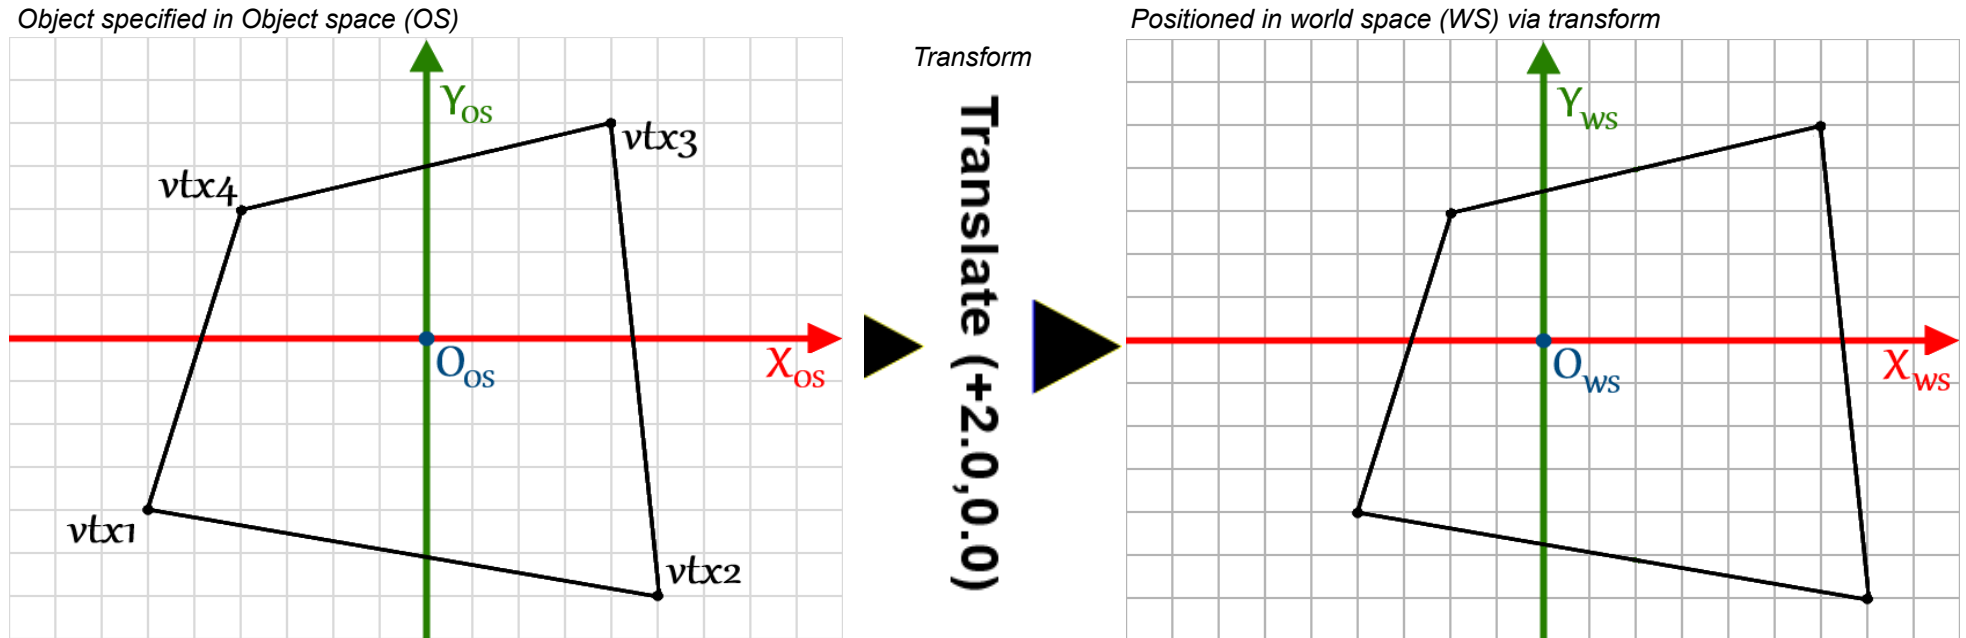 Object specified in Object space (OS)
Positioned in world space (WS) via transform
Transform
Translate (+2.0,0.0)
YOS
vtx3
vtx4
OOS
XOS
vtx1
vtx2
YWS
OWS
XWS